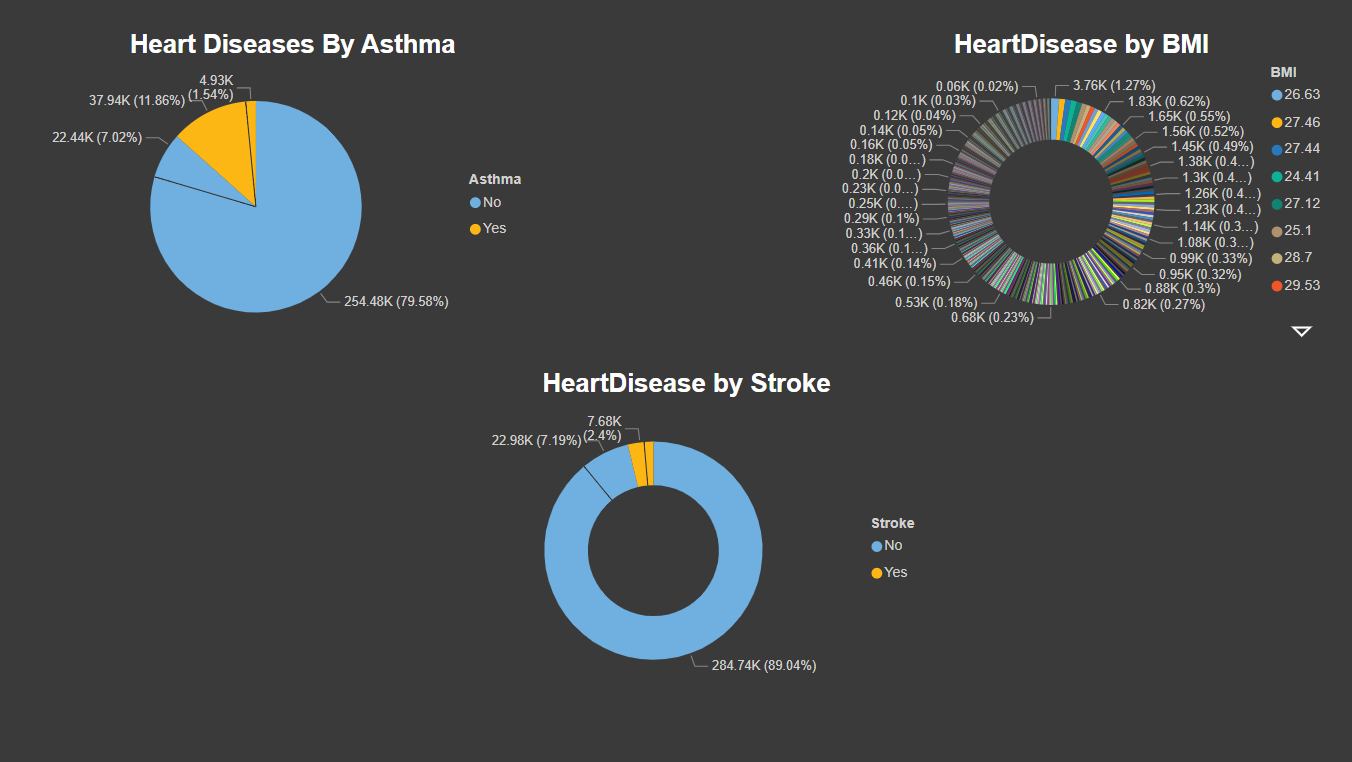 Heart Diseases By Asthma
4.93K
(1.54%)
37.94K (11.86%)
22.44K (7.02%)
254.48K (79.58%)
Asthma
No
Yes
HeartDisease by BMI
0.06K (0.02%)
0.1K (0.03%)
0.12K (0.04%)
0.14K (0.05%)
0.16K (0.05%)
0.18K (0.0...)
0.2K (0.0...)
0.23K (0.0...)
0.25K (0....)
0.29K (0.1%)
0.33K (0.1...)
0.36K (0.1...)
0.41K (0.14%)
0.46K (0.15%)
0.53K (0.18%)
0.68K (0.23%)
3.76K (1.27%)
1.83K (0.62%)
1.65K (0.55%)
1.56K (0.52%)
1.45K (0.49%)
1.38K (0.4...)
1.3K (0.4...)
1.26K (0.4...)
1.23K (0.4...)
1.14K (0.3...)
1.08K (0.3...)
0.99K (0.33%)
0.95K (0.32%)
0.88K (0.3%)
0.82K (0.27%)
BMI
26.63
27.46
27.44
24.41
27.12
25.1
28.7
29.53
HeartDisease by Stroke
7.68K
(2.4%)
22.98K (7.19%)
284.74K (89.04%)
Stroke
No
Yes